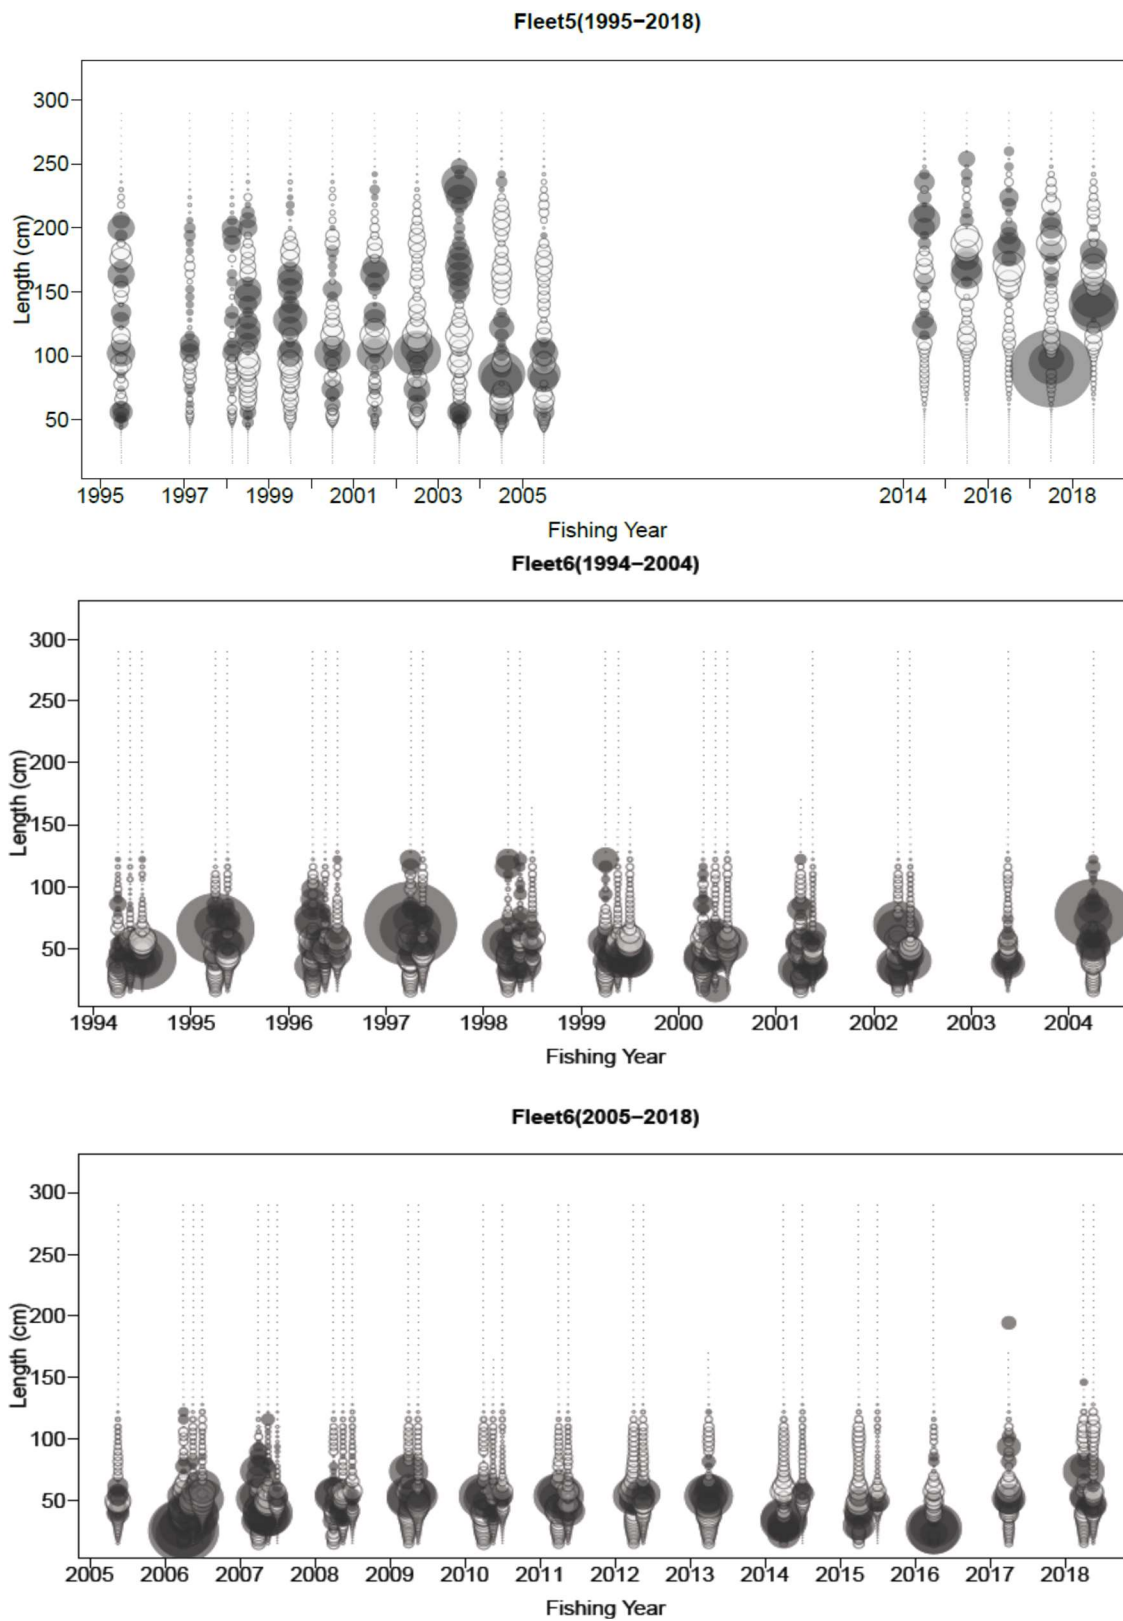 Fleet5(1995−2018)
300
250
200
150
100
50
Length (cm)
1995 1997 1999 2001 2003 2005 2014 2016 2018
Fishing Year
Fleet6(1994−2004)
300
250
200
150
100
50
Length (cm)
1994 1995 1996 1997 1998 1999 2000 2001 2002 2003 2004
Fishing Year
Fleet6(2005−2018)
300
250
200
150
100
50
Length (cm)
2005 2006 2007 2008 2009 2010 2011 2012 2013 2014 2015 2016 2017 2018
Fishing Year